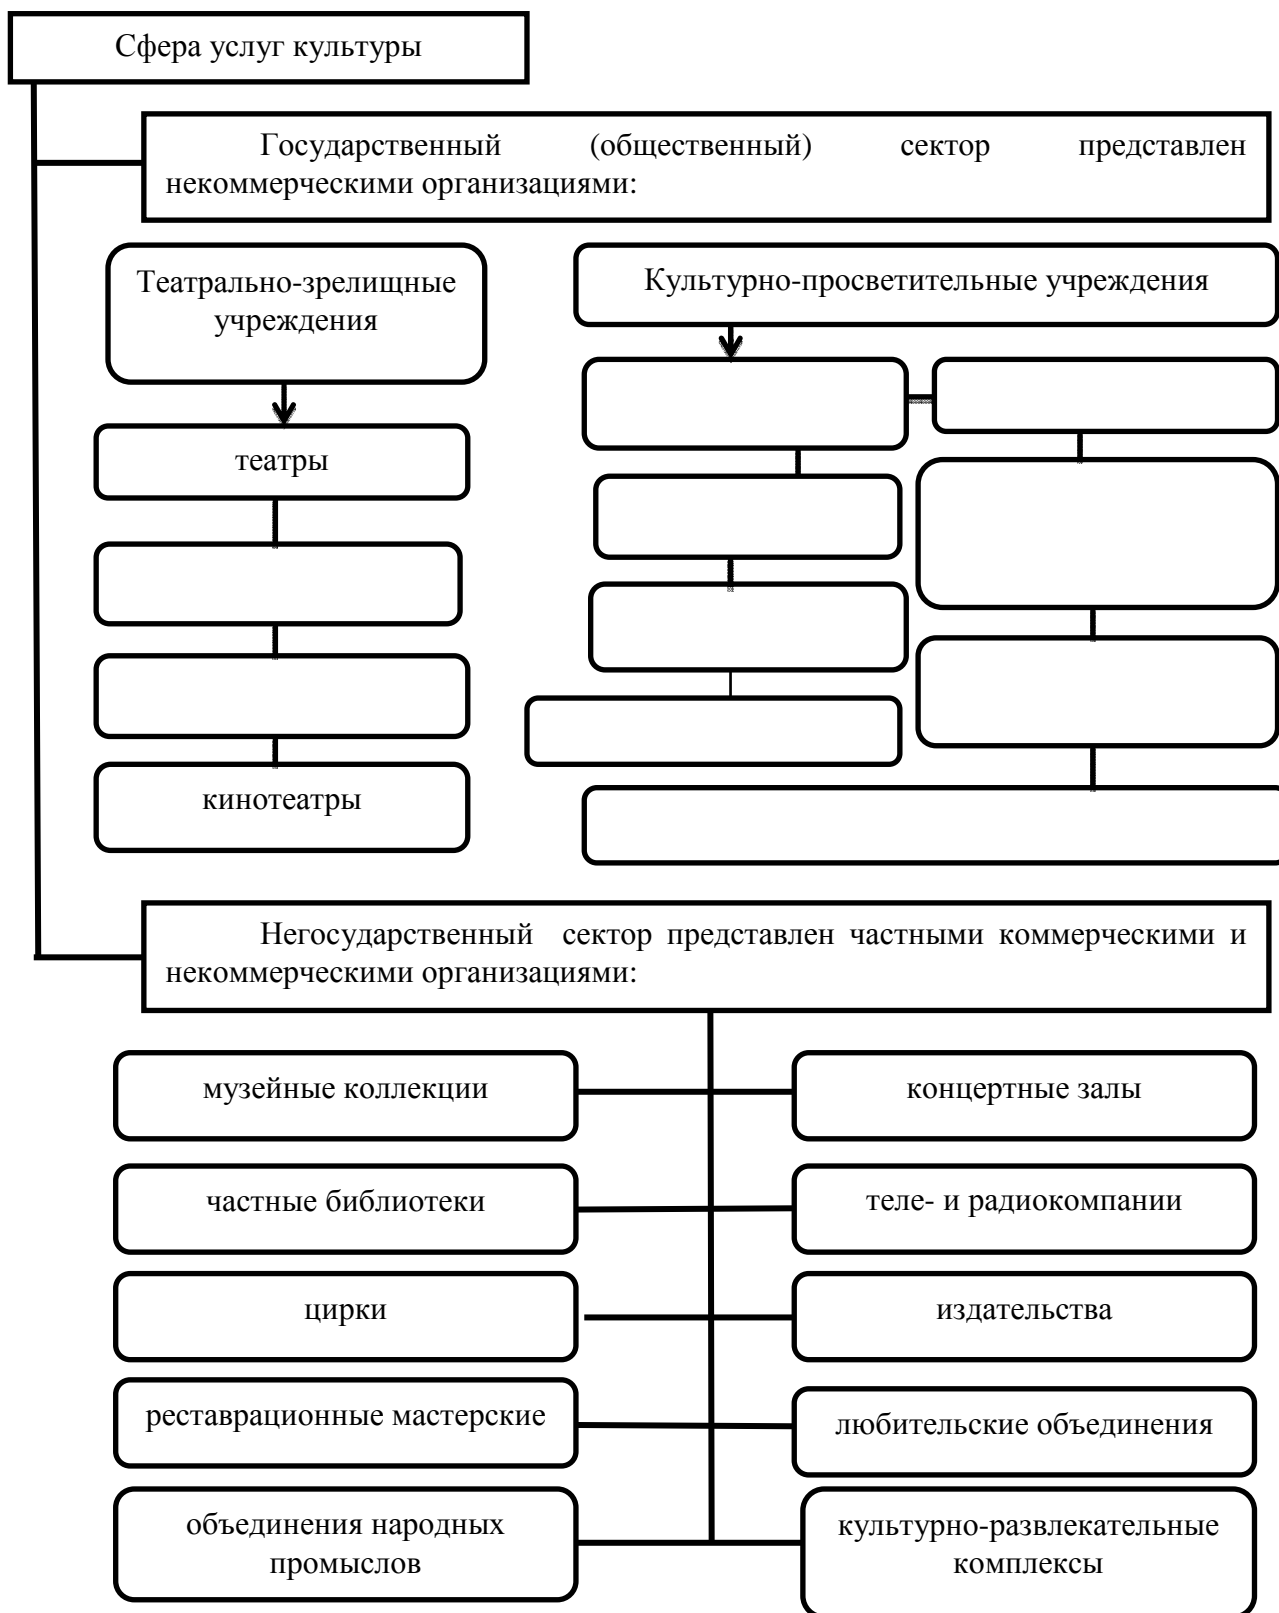 Сфера услуг культуры
Государственный (общественный) сектор представлен
некоммерческими организациями:
Театрально-зрелищные
учреждения
Культурно-просветительные учреждения
театры
кинотеатры
Негосударственный сектор представлен частными коммерческими и
некоммерческими организациями:
музейные коллекции
концертные залы
частные библиотеки
теле- и радиокомпании
цирки
издательства
реставрационные мастерские
любительские объединения
объединения народных
промыслов
культурно-развлекательные
комплексы